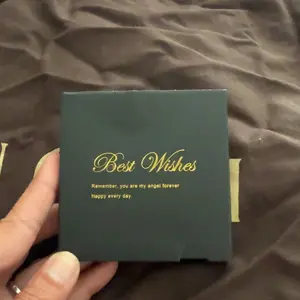 Best Wishes
Remember, you are my angel forever
Happy every day.